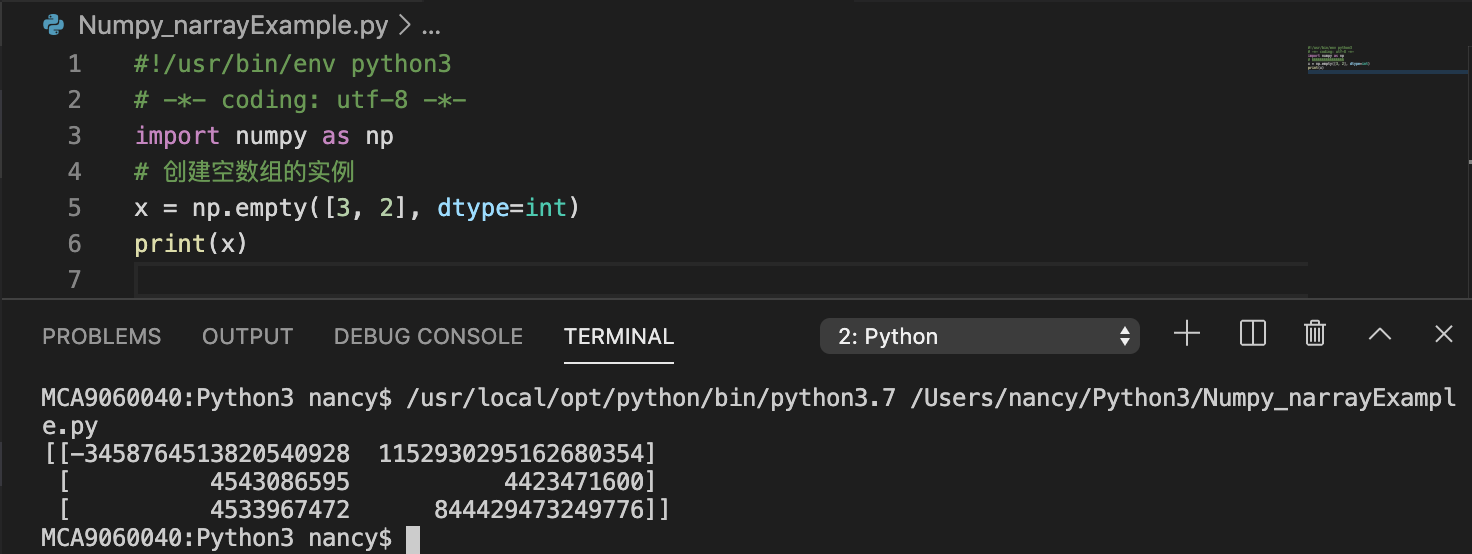 Numpy_narrayExample.py > ...
1 #!/usr/bin/env python3
2 # -*- coding: utf-8 -*-
3 import numpy as np
4 # 创建空数组的实例
5 x = np.empty([3, 2], dtype=int)
6 print(x)
7
PROBLEMS OUTPUT DEBUG CONSOLE TERMINAL 2: Python
MCA9060040:Python3 nancy$ /usr/local/opt/python/bin/python3.7 /Users/nancy/Python3/Numpy_narrayExampl
e.py
[[-3458764513820540928  1152930295162680354]
 [          4543086595           4423471600]
 [          4533967472      844429473249776]]
MCA9060040:Python3 nancy$